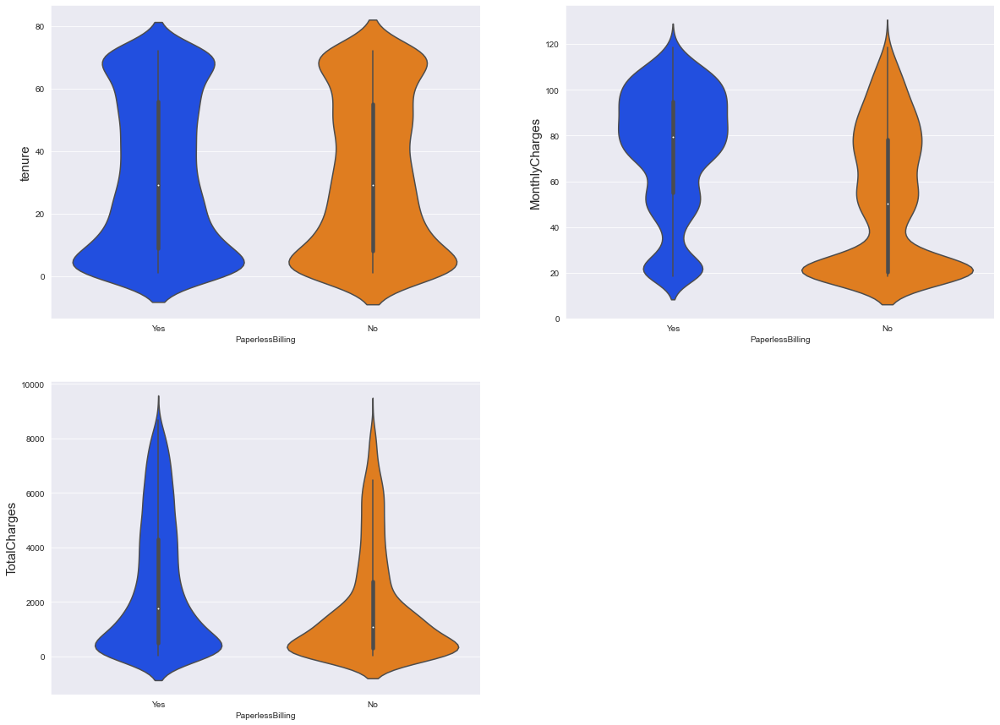 80
60
40
20
0
tenure
Yes
No
PaperlessBilling
120
100
80
60
40
20
0
MonthlyCharges
Yes
No
PaperlessBilling
10000
8000
6000
4000
2000
0
TotalCharges
Yes
No
PaperlessBilling